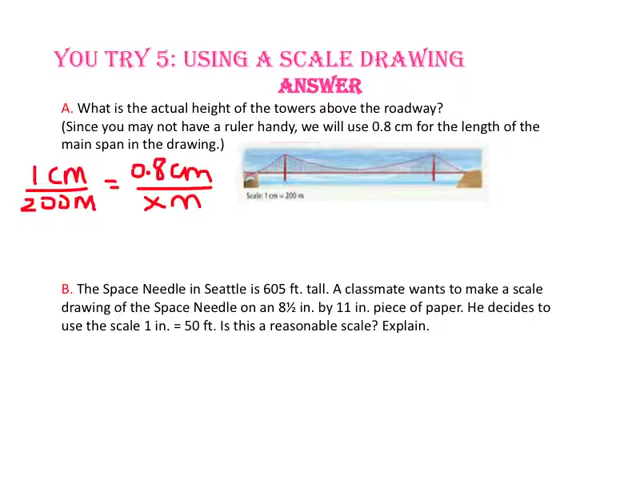 YOU TRY 5: USING A SCALE DRAWING
ANSWER
A. What is the actual height of the towers above the roadway?
(Since you may not have a ruler handy, we will use 0.8 cm for the length of the
main span in the drawing.)
1 cm / 200 m = 0.8 cm / x m
Scale: 1 cm = 200 m
B. The Space Needle in Seattle is 605 ft. tall. A classmate wants to make a scale
drawing of the Space Needle on an 8½ in. by 11 in. piece of paper. He decides to
use the scale 1 in. = 50 ft. Is this a reasonable scale? Explain.